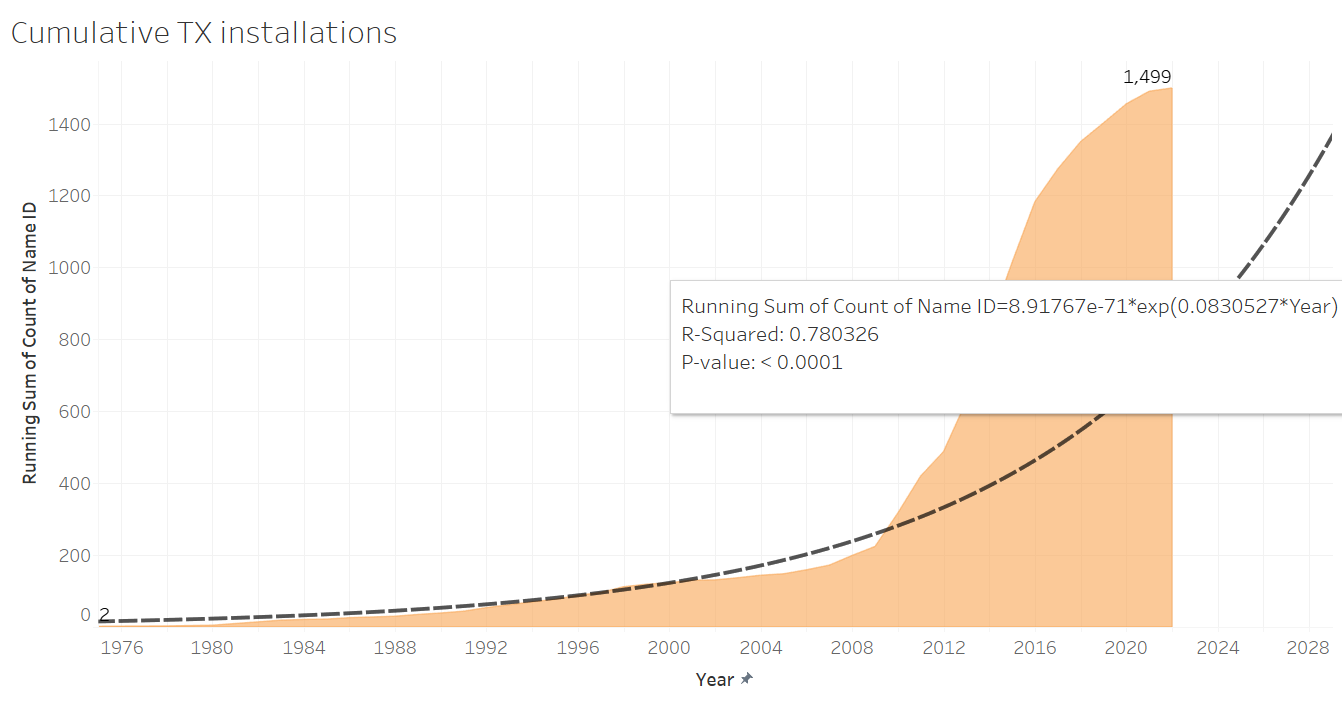 Cumulative TX installations
1,499
1400
1200
1000
800
600
400
200
0
2
Running Sum of Count of Name ID
Running Sum of Count of Name ID=8.91767e-71*exp(0.0830527*Year)
R-Squared: 0.780326
P-value: < 0.0001
1976 1980 1984 1988 1992 1996 2000 2004 2008 2012 2016 2020 2024 2028
Year